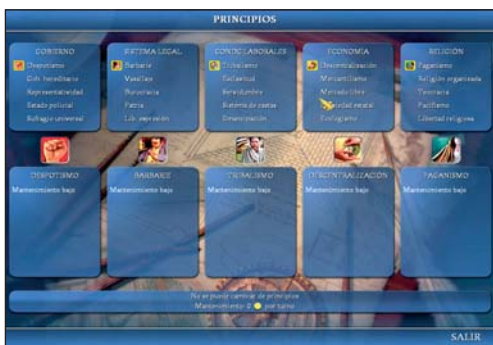 PRINCIPIOS
GOBIERNO
Despotismo
Gob. hereditario
Representatividad
Estado policial
Sufragio universal
SISTEMA LEGAL
Barbarie
Vasallaje
Burocracia
Patria
Lib. expresión
CONDIC LABORALES
Tribalismo
Esclavitud
Servidumbre
Sistema de castas
Emancipación
ECONOMÍA
Descentralización
Mercantilismo
Mercado libre
Propiedad estatal
Ecologismo
RELIGIÓN
Paganismo
Religión organizada
Teocracia
Pacifismo
Libertad religiosa
DESPOTISMO
Mantenimiento bajo
BARBARIE
Mantenimiento bajo
TRIBALISMO
Mantenimiento bajo
DESCENTRALIZACIÓN
Mantenimiento bajo
PAGANISMO
Mantenimiento bajo
No se puede cambiar de principios
Mantenimiento: 0 por turno
SALIR